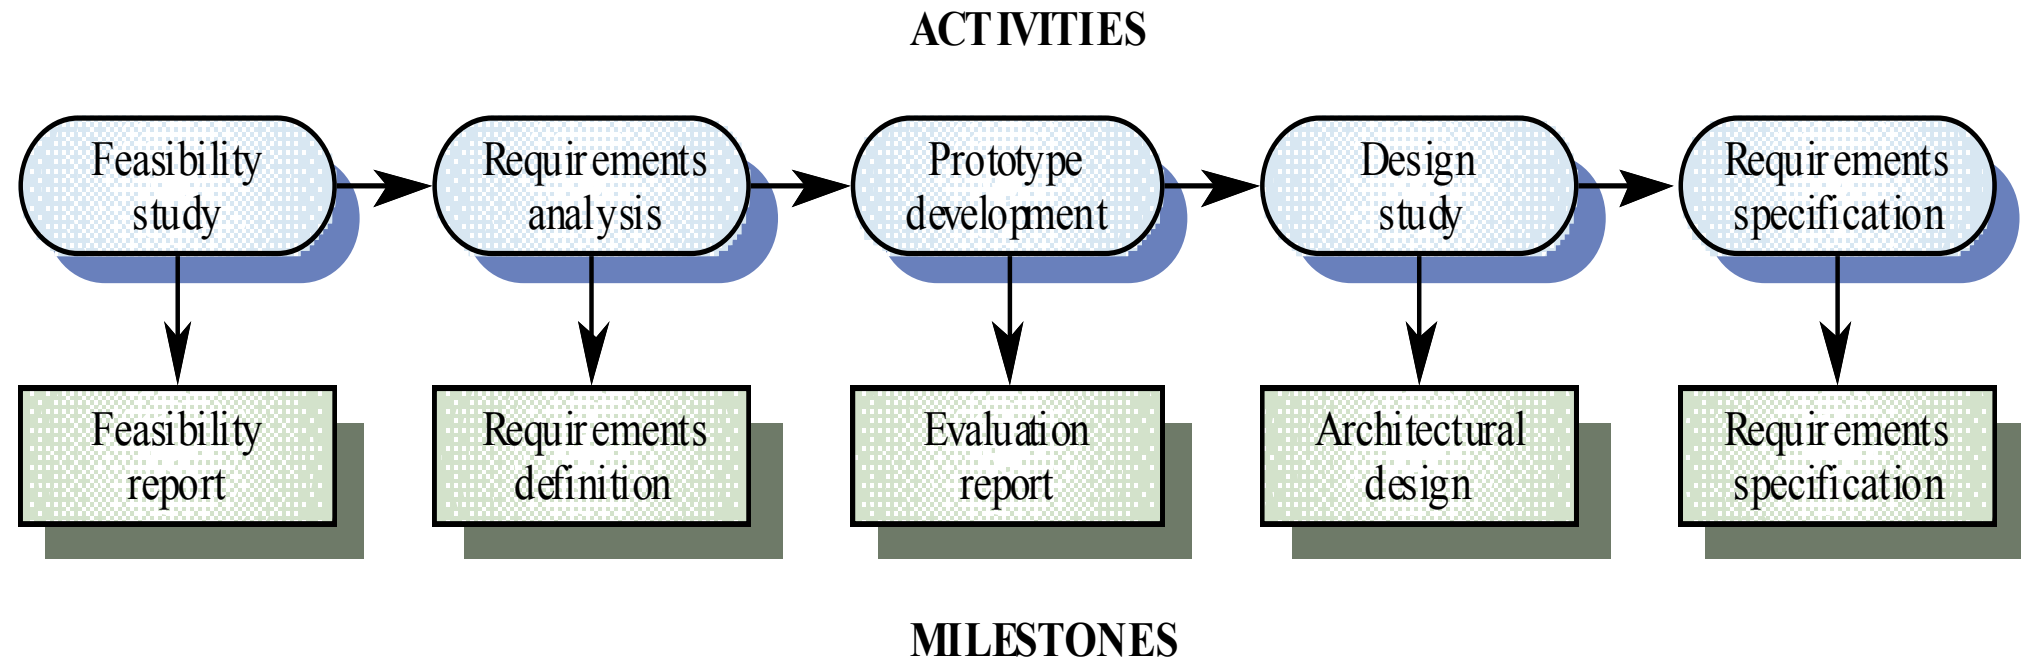 ACTIVITIES
Feasibility
study
Requirements
analysis
Prototype
development
Design
study
Requirements
specification
Feasibility
report
Requirements
definition
Evaluation
report
Architectural
design
Requirements
specification
MILESTONES